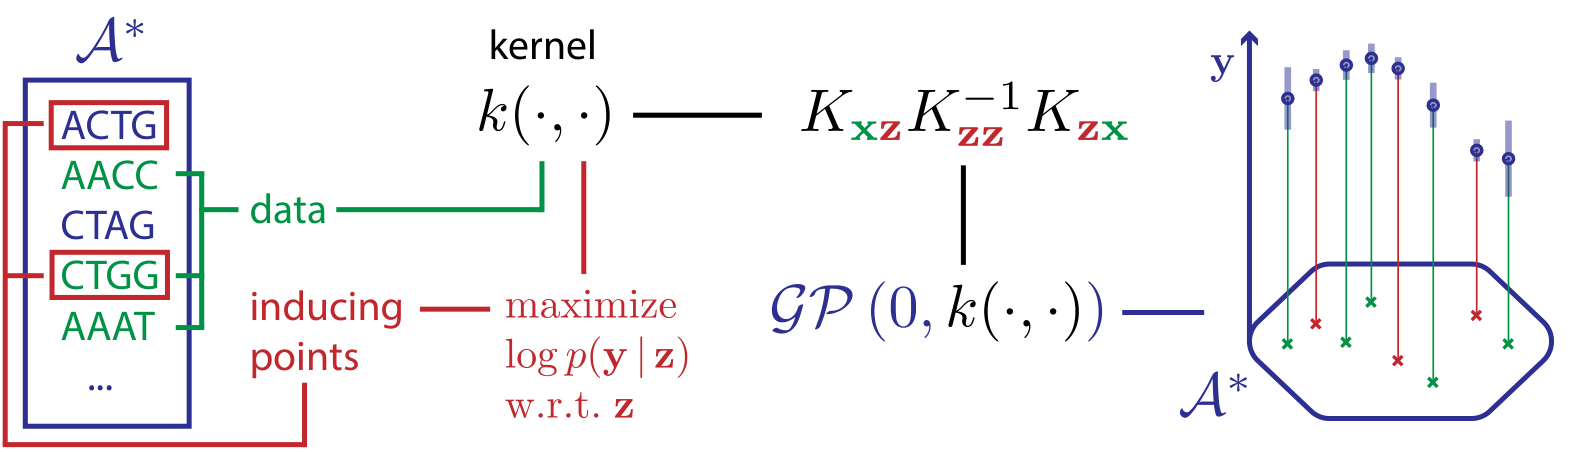 𝒜*
ACTG
AACC
CTAG
CTGG
AAAT
...
data
inducing
points
kernel
k(·, ·)
maximize
log p(y | z)
w.r.t. z
K_xz K_zz^{-1} K_zx
𝒢𝒫 (0, k(·, ·))
y
𝒜*